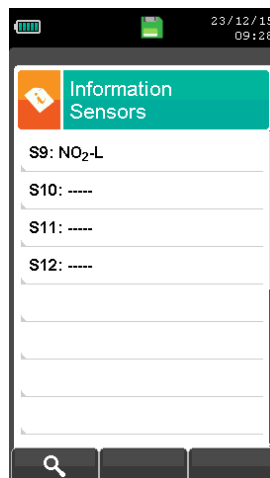 23/12/15
09:28
Information
Sensors
S9: NO₂-L
S10: -----
S11: -----
S12: -----